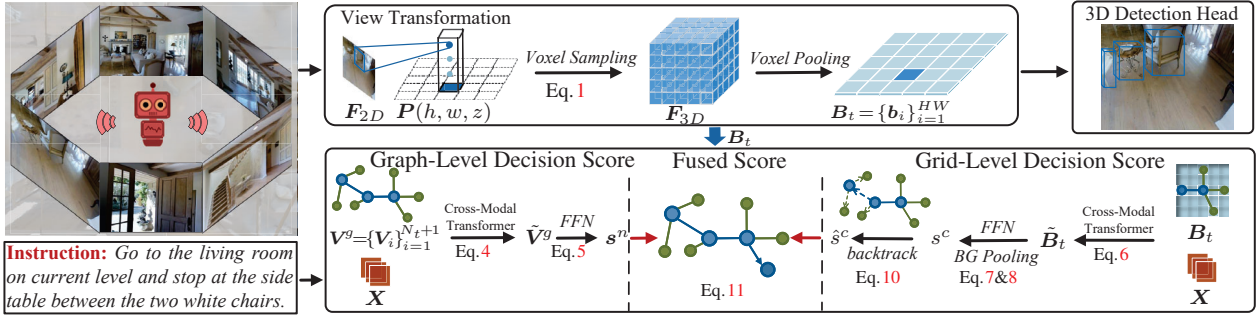 View Transformation
F2D
P(h, w, z)
Voxel Sampling
Eq.1
F3D
Voxel Pooling
Bt = {bi}HW i=1
3D Detection Head
Bt
Instruction: Go to the living room
on current level and stop at the side
table between the two white chairs.
Graph-Level Decision Score
Vg={Vi}Nt+1 i=1
X
Cross-Modal
Transformer
Eq.4
Ṽg
FFN
Eq.5
sn
Fused Score
Eq.11
Grid-Level Decision Score
ŝc
backtrack
Eq.10
sc
FFN
BG Pooling
Eq.7&8
B̃t
Cross-Modal
Transformer
Eq.6
Bt
X